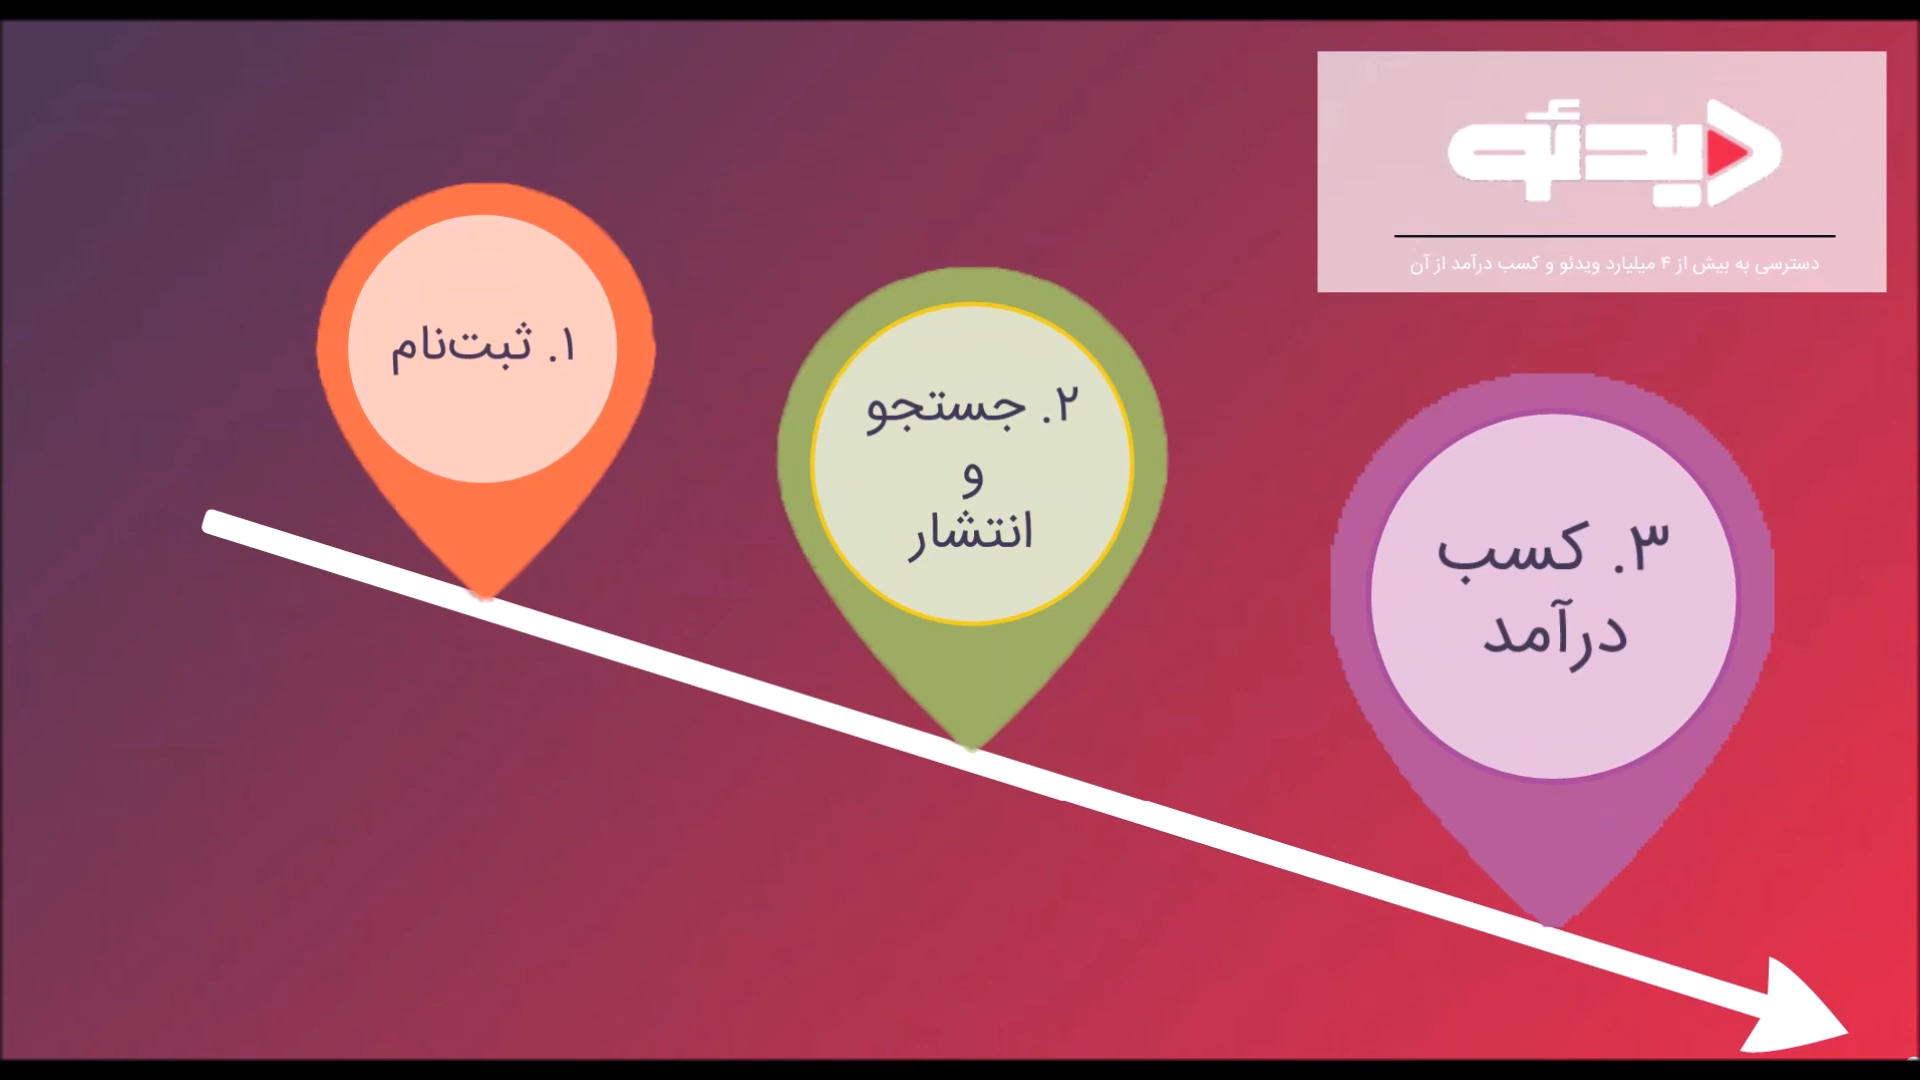 دیدئو
دسترسی به بیش از ۴ میلیارد ویدئو و کسب درآمد از آن
۱. ثبت‌نام
۲. جستجو
و
انتشار
۳. کسب
درآمد